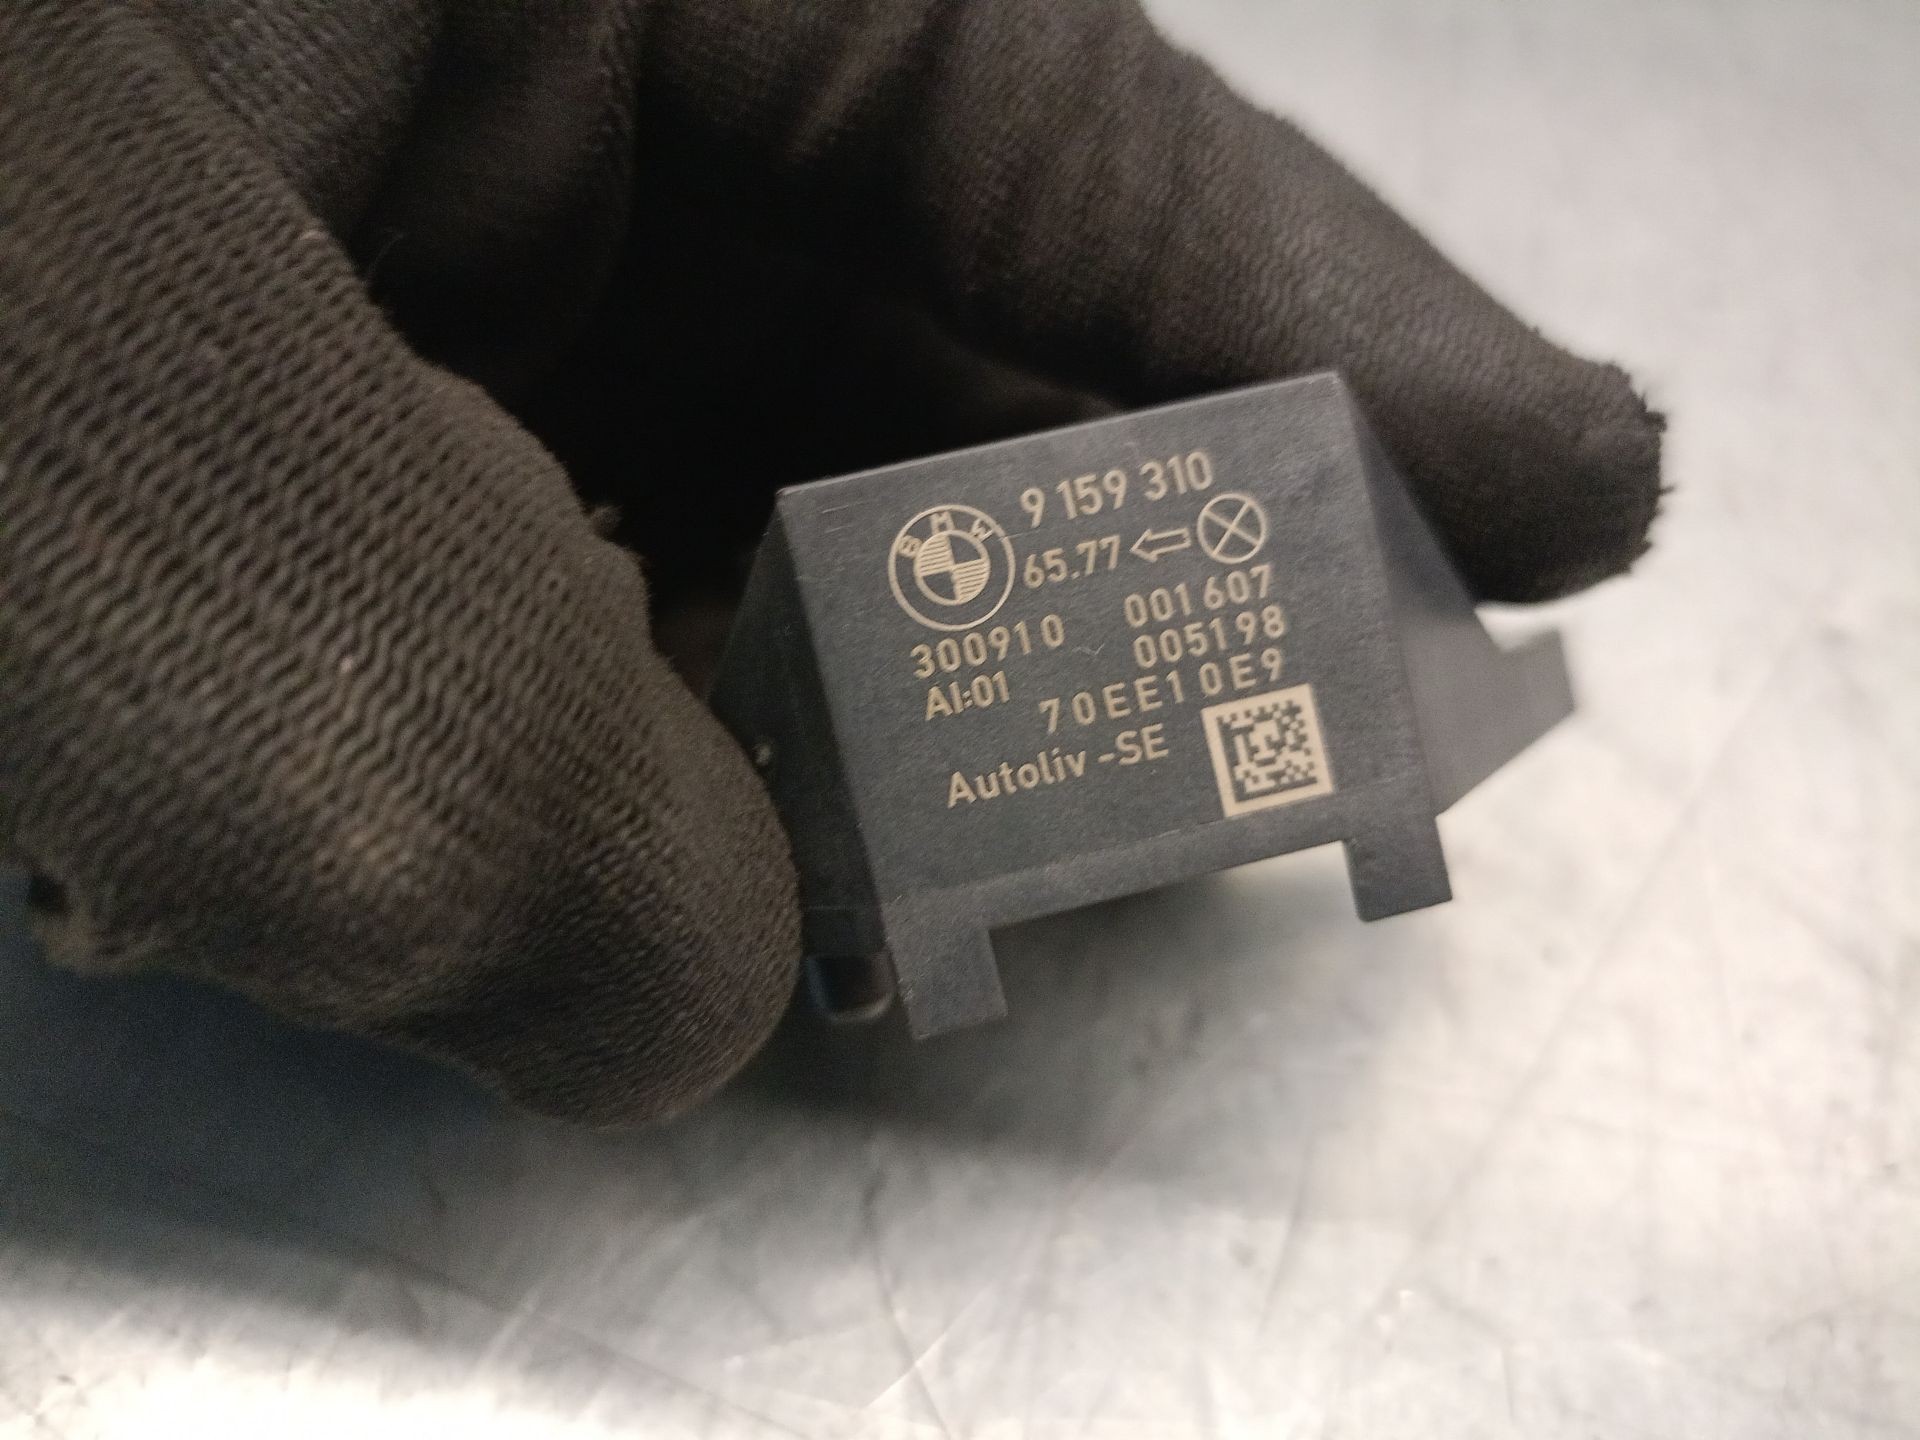 BMW
9 159 310
65.77
300910 001607
005198
AI:01
70EE10E9
Autoliv-SE